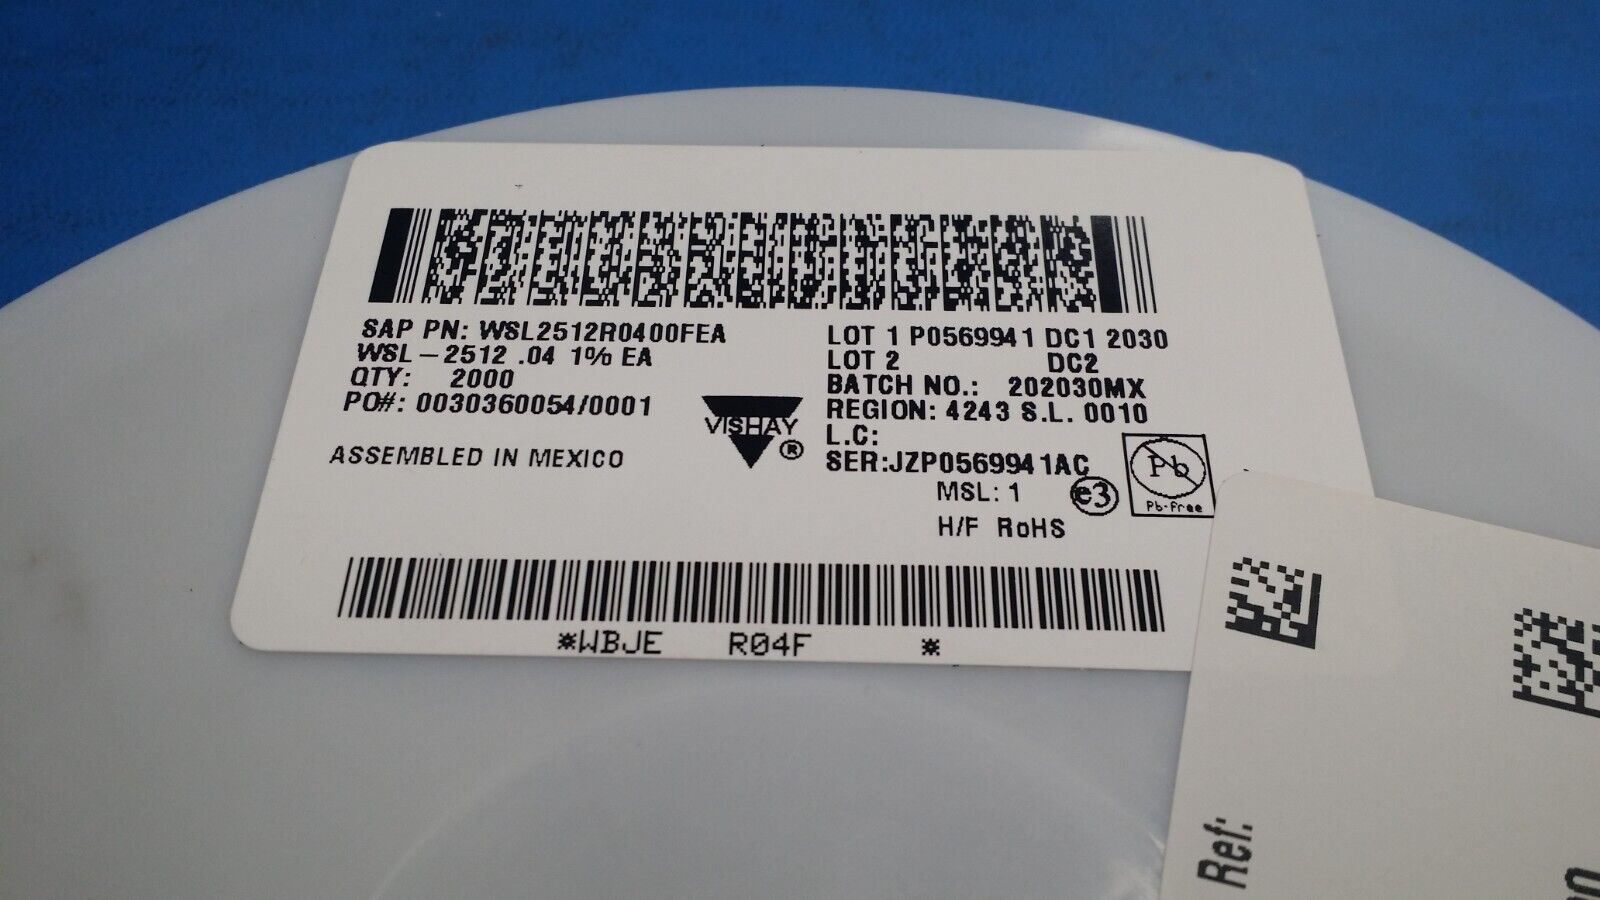 SAP PN: WSL2512R0400FEA
WSL-2512 .04 1% EA
QTY: 2000
PO#: 0030360054/0001
ASSEMBLED IN MEXICO
VISHAY ®
LOT 1 P0569941 DC1 2030
LOT 2 DC2
BATCH NO.: 202030MX
REGION: 4243 S.L. 0010
L.C:
SER:JZP0569941AC
MSL: 1 e3
H/F RoHS
Pb
Pb-free
*WBJE R04F *
Ref: